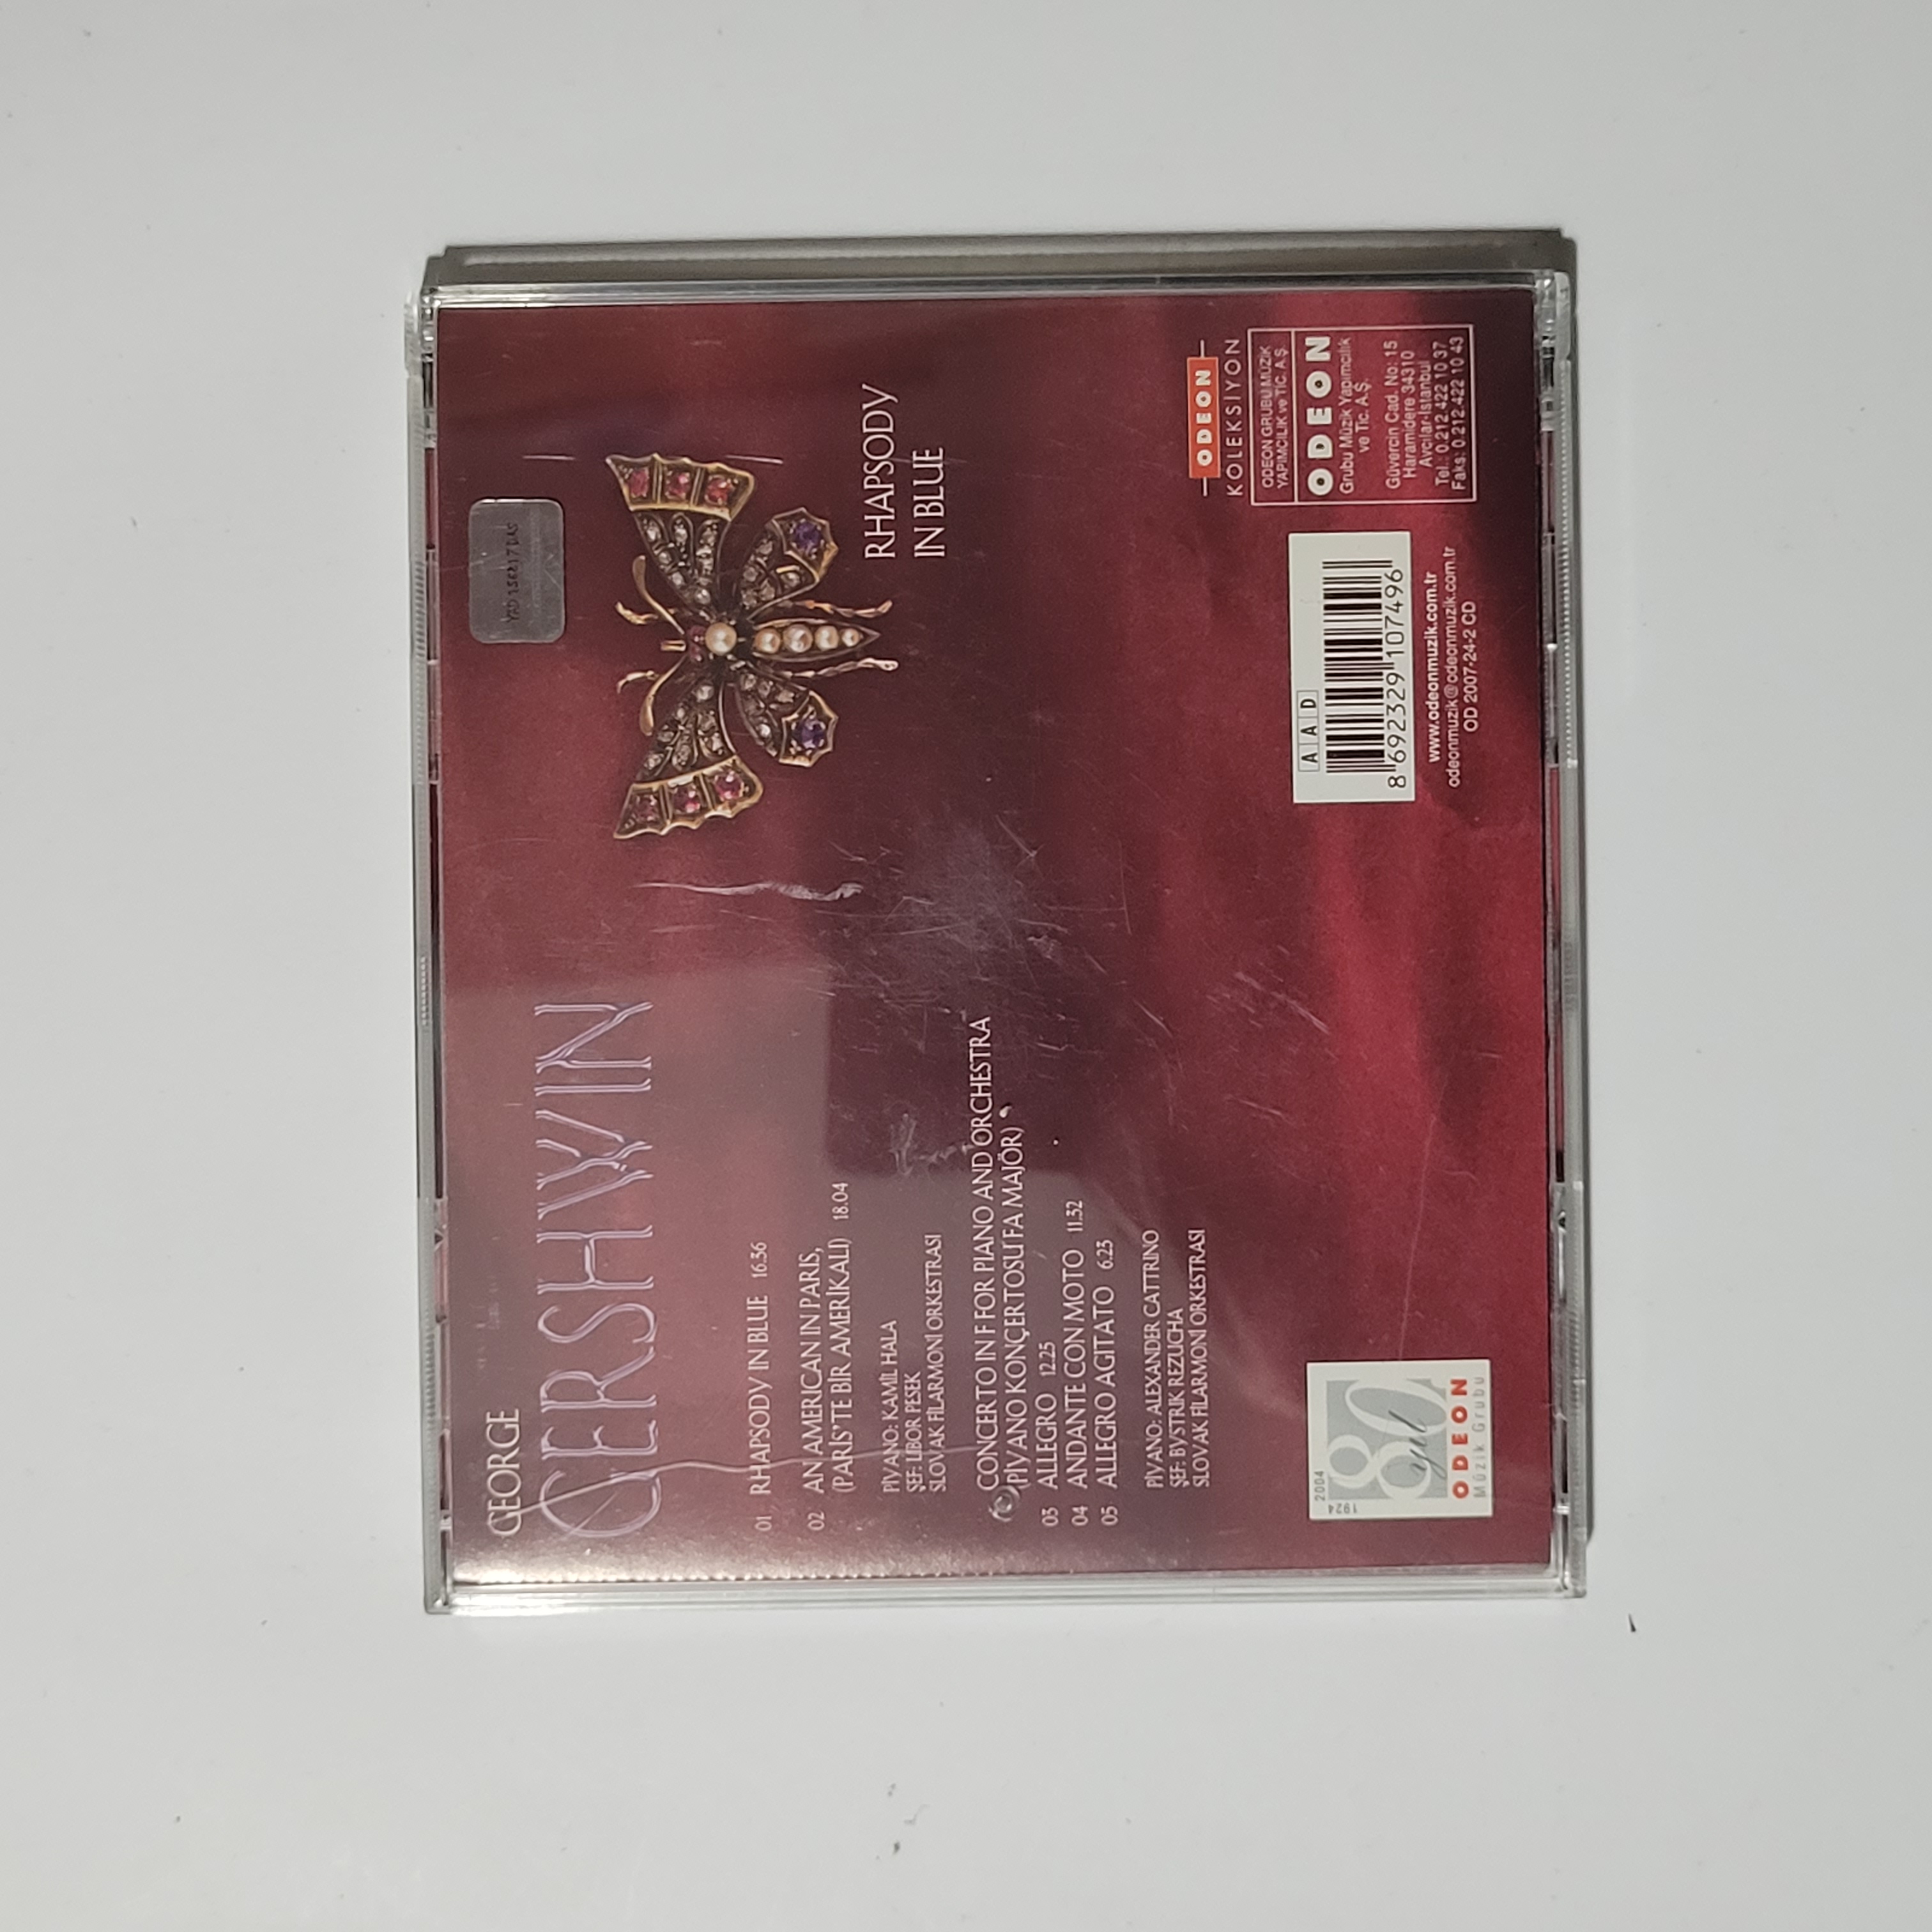 GEORGE
GERSHWIN
RHAPSODY
IN BLUE
01 RHAPSODY IN BLUE 16.36
02 AN AMERICAN IN PARIS,
(PARİS'TE BİR AMERİKALI) 18.04
PİYANO: KAMİL HALA
ŞEF: LIBOR PESEK
SLOVAK FİLARMONİ ORKESTRASI
CONCERTO IN F FOR PIANO AND ORCHESTRA
(PİYANO KONÇERTOSU FA MAJÖR)
03 ALLEGRO 12.25
04 ANDANTE CON MOTO 11.32
05 ALLEGRO AGITATO 6.23
PİYANO: ALEXANDER CATTRINO
ŞEF: BYSTRIK REZUCHA
SLOVAK FİLARMONİ ORKESTRASI
2004
1924
80
yıl
ODEON
Müzik Grubu
A A D
8 692329 107496
www.odeonmuzik.com.tr
odeonmuzik@odeonmuzik.com.tr
OD 2007-24-2 CD
ODEON
KOLEKSİYON
ODEON GRUBU MÜZİK
YAPIMCILIK ve TİC. A.Ş.
ODEON
Grubu Müzik Yapımcılık
ve Tic. A.Ş.
Güvercin Cad. No: 15
Haramidere 34310
Avcılar-İstanbul
Tel: 0.212 422 10 37
Faks: 0.212 422 10 43